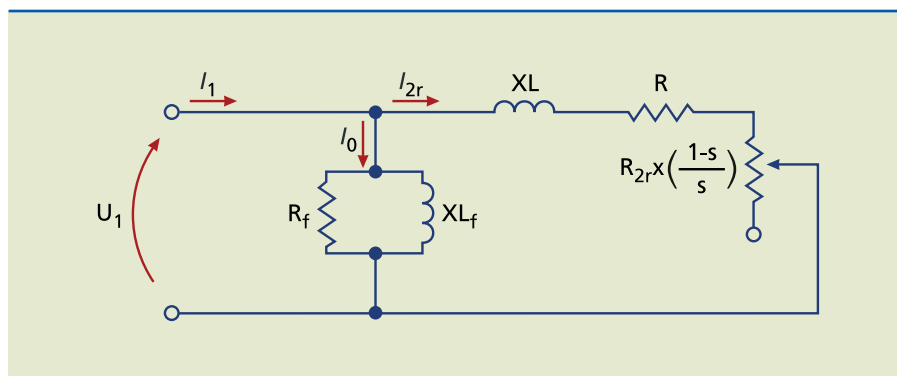 I1
I2r
XL
R
I0
R2rx(1-s/s)
U1
Rf
XLf